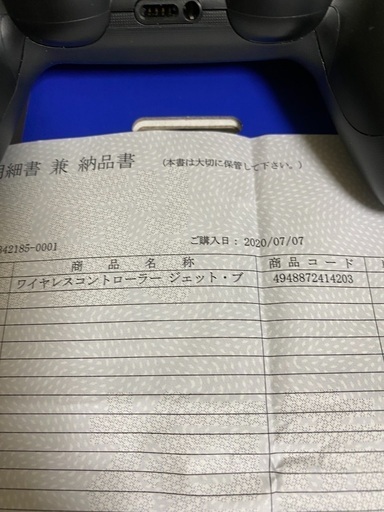 明細書 兼 納品書 (本書は大切に保管して下さい。)
342185-0001 ご購入日：2020/07/07
商品名称 商品コード
ワイヤレスコントローラー ジェット・ブ 4948872414203